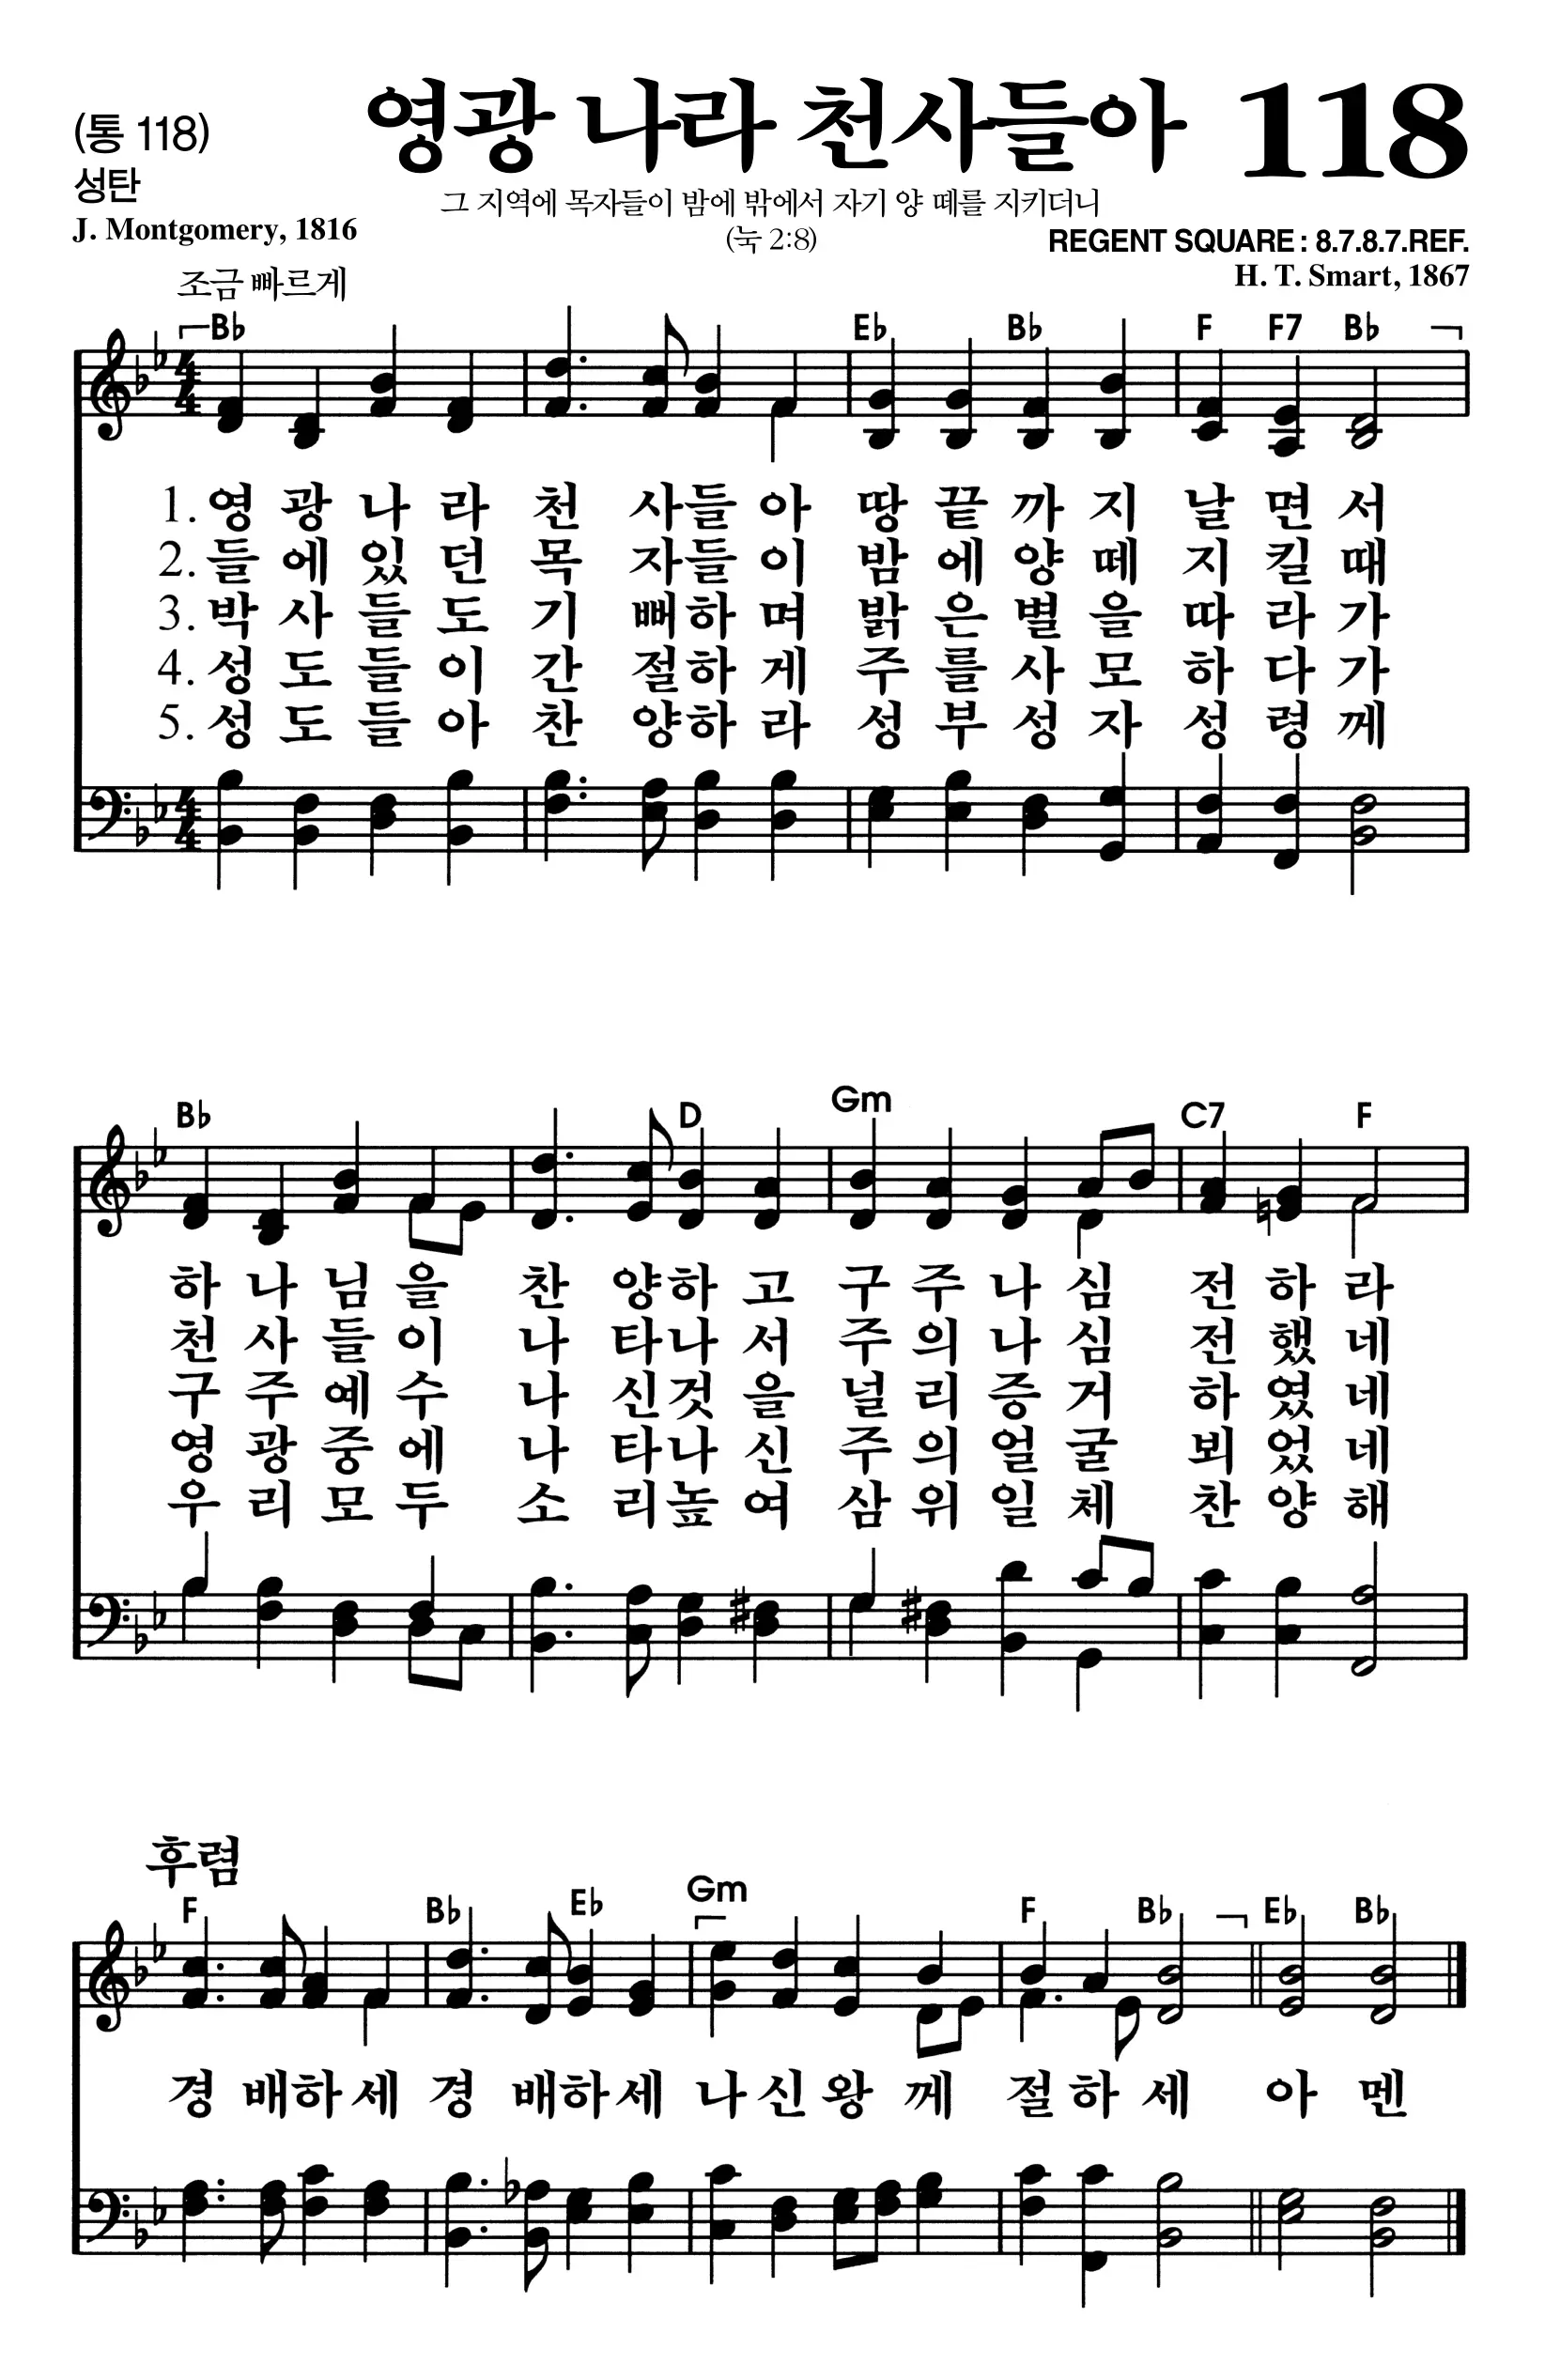 (통 118)
영광 나라 천사들아 118
성탄
그 지역에 목자들이 밤에 밖에서 자기 양 떼를 지키더니
J. Montgomery, 1816
(눅 2:8)
REGENT SQUARE : 8.7.8.7.REF.
H. T. Smart, 1867
조금 빠르게
B♭ E♭ B♭ F F7 B♭
1. 영 광 나 라 천 사들 아 땅 끝 까 지 날 면 서
2. 들 에 있 던 목 자들 이 밤 에 양 떼 지 킬 때
3. 박 사 들 도 기 뻐하 며 밝 은 별 을 따 라 가
4. 성 도 들 이 간 절하 게 주 를 사 모 하 다 가
5. 성 도 들 아 찬 양하 라 성 부 성 자 성 령 께
B♭ D Gm C7 F
하 나 님 을 찬 양하 고 구 주 나 심 전 하 라
천 사 들 이 나 타나 서 주 의 나 심 전 했 네
구 주 예 수 나 신것 을 널 리 증 거 하 였 네
영 광 중 에 나 타나 신 주 의 얼 굴 뵈 었 네
우 리 모 두 소 리높 여 삼 위 일 체 찬 양 해
후렴
F B♭ E♭ Gm F B♭ E♭ B♭
경 배하 세 경 배하 세 나 신 왕 께 절 하 세 아 멘